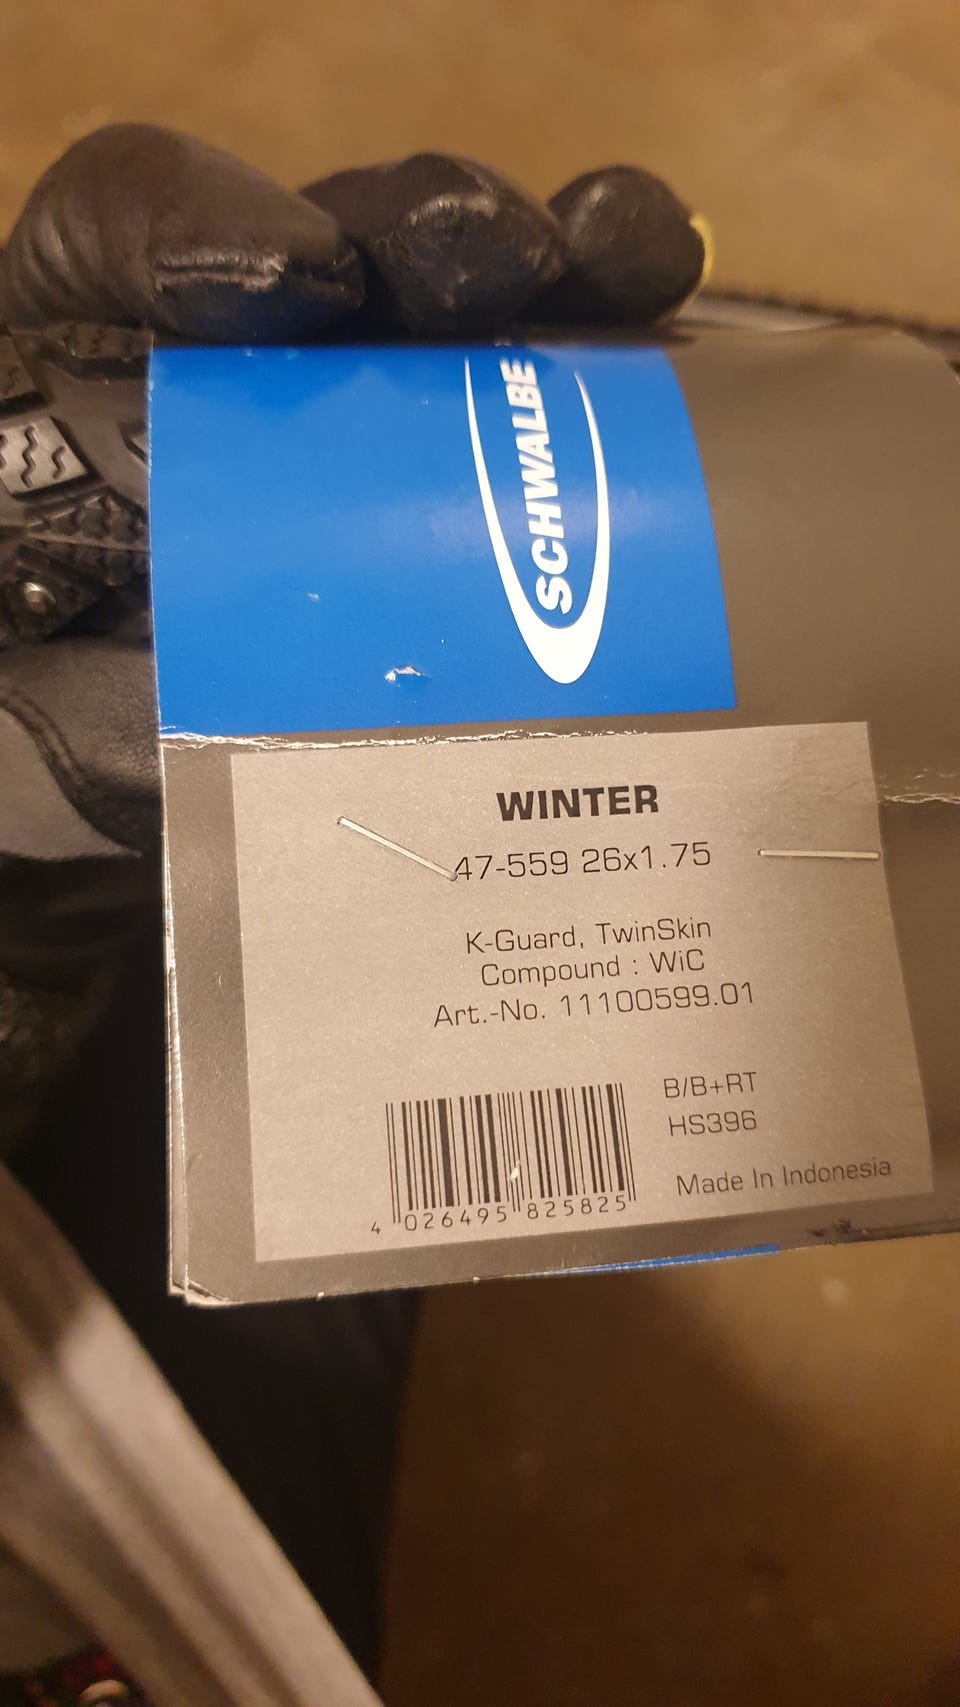 SCHWALBE
WINTER
47-559 26x1.75
K-Guard, TwinSkin
Compound : WiC
Art.-No. 11100599.01
B/B+RT
HS396
Made In Indonesia
4 026495 825825